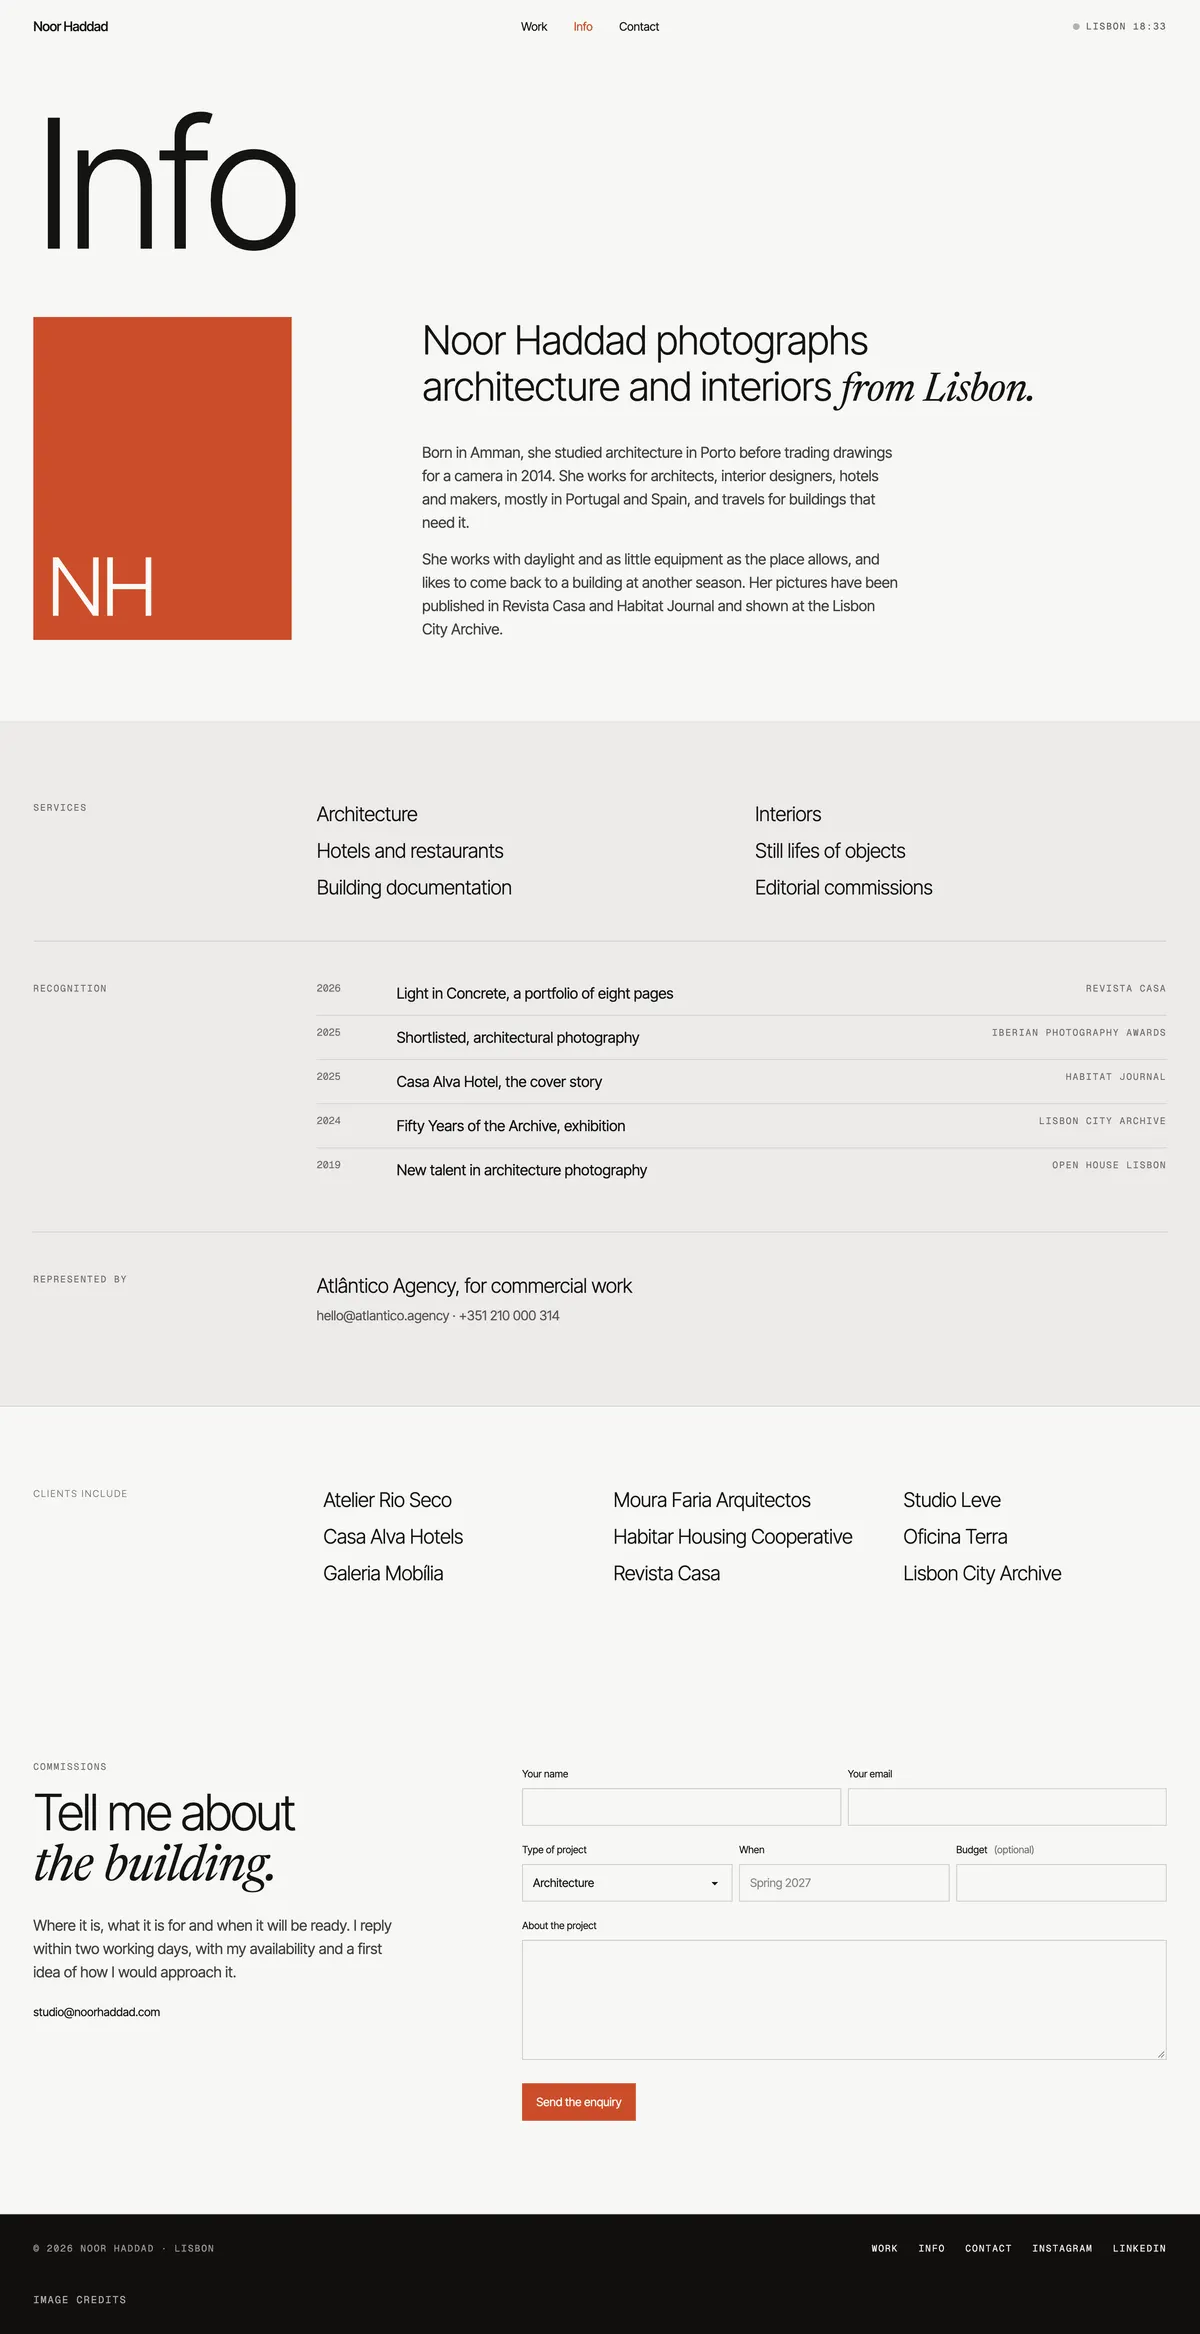 Noor Haddad
Work Info Contact
LISBON 18:33
Info
NH
Noor Haddad photographs
architecture and interiors from Lisbon.
Born in Amman, she studied architecture in Porto before trading drawings
for a camera in 2014. She works for architects, interior designers, hotels
and makers, mostly in Portugal and Spain, and travels for buildings that
need it.
She works with daylight and as little equipment as the place allows, and
likes to come back to a building at another season. Her pictures have been
published in Revista Casa and Habitat Journal and shown at the Lisbon
City Archive.
SERVICES
Architecture
Interiors
Hotels and restaurants
Still lifes of objects
Building documentation
Editorial commissions
RECOGNITION
2026 Light in Concrete, a portfolio of eight pages REVISTA CASA
2025 Shortlisted, architectural photography IBERIAN PHOTOGRAPHY AWARDS
2025 Casa Alva Hotel, the cover story HABITAT JOURNAL
2024 Fifty Years of the Archive, exhibition LISBON CITY ARCHIVE
2019 New talent in architecture photography OPEN HOUSE LISBON
REPRESENTED BY
Atlântico Agency, for commercial work
hello@atlantico.agency · +351 210 000 314
CLIENTS INCLUDE
Atelier Rio Seco
Moura Faria Arquitectos
Studio Leve
Casa Alva Hotels
Habitar Housing Cooperative
Oficina Terra
Galeria Mobília
Revista Casa
Lisbon City Archive
COMMISSIONS
Tell me about
the building.
Where it is, what it is for and when it will be ready. I reply
within two working days, with my availability and a first
idea of how I would approach it.
studio@noorhaddad.com
Your name
Your email
Type of project
When
Budget (optional)
Architecture
Spring 2027
About the project
Send the enquiry
© 2026 NOOR HADDAD · LISBON
WORK INFO CONTACT INSTAGRAM LINKEDIN
IMAGE CREDITS